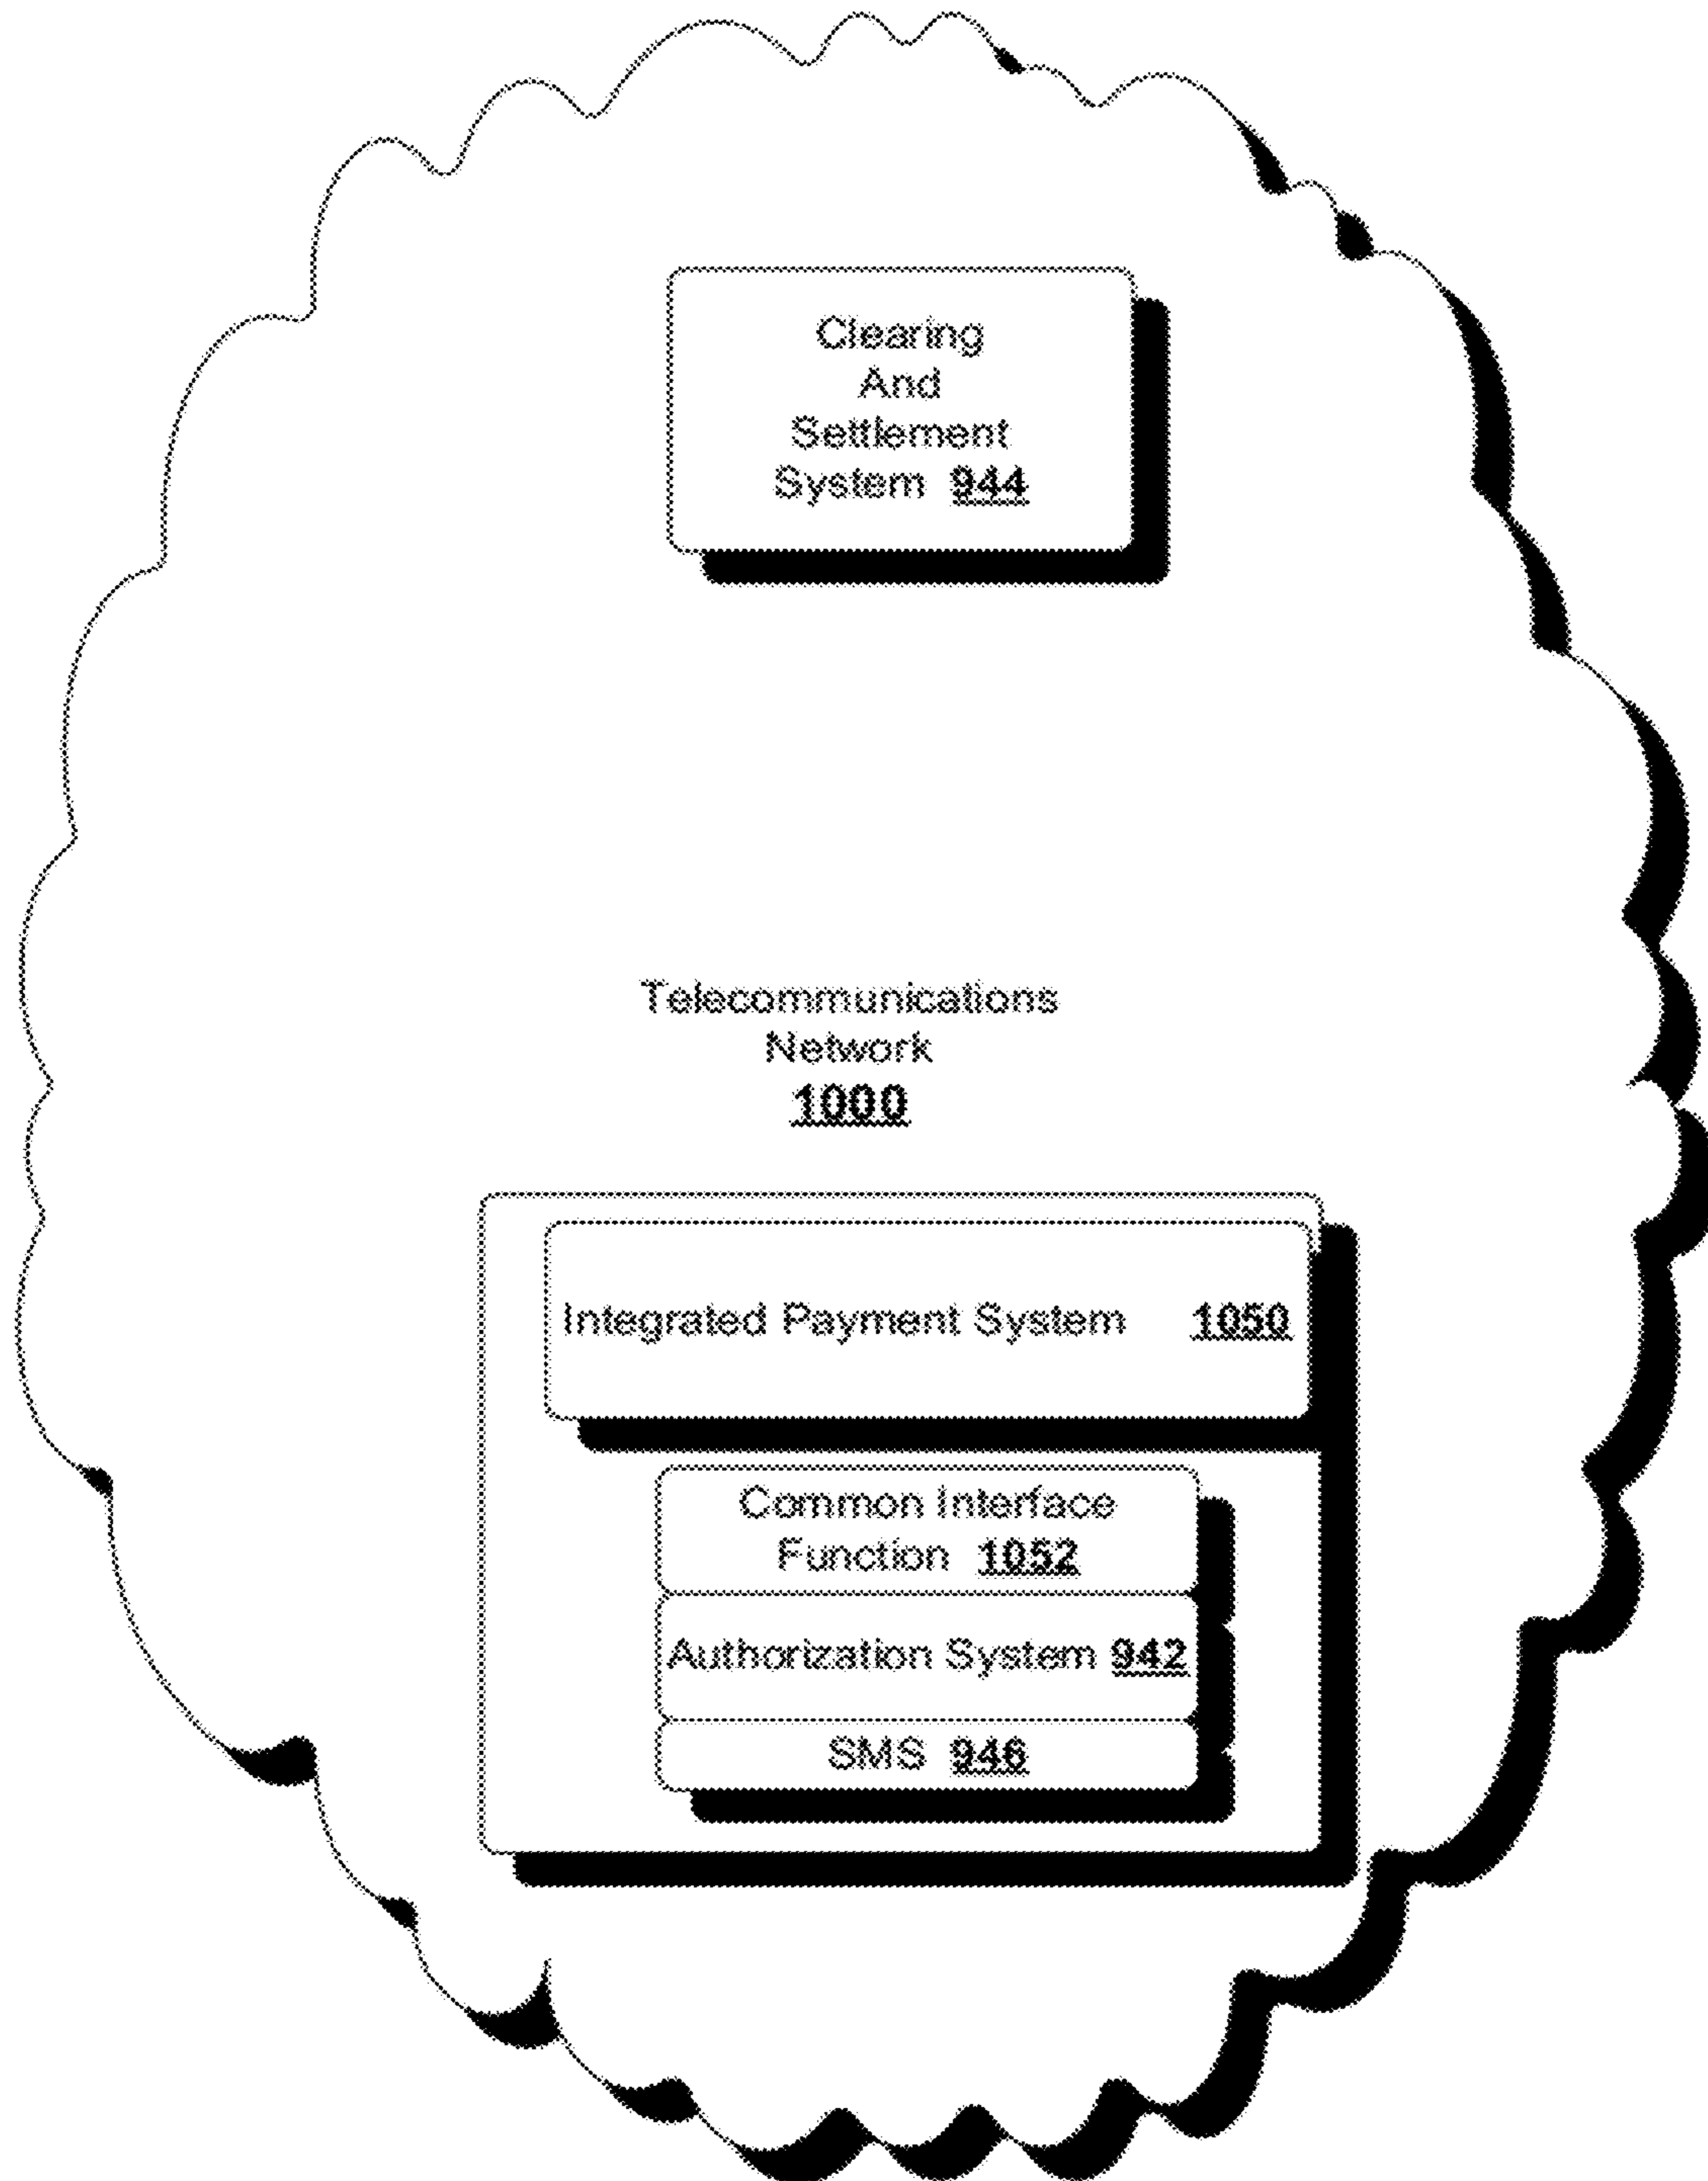 Clearing
And
Settlement
System 944
Telecommunications
Network
1000
Integrated Payment System 1050
Common Interface
Function 1052
Authorization System 942
SMS 946